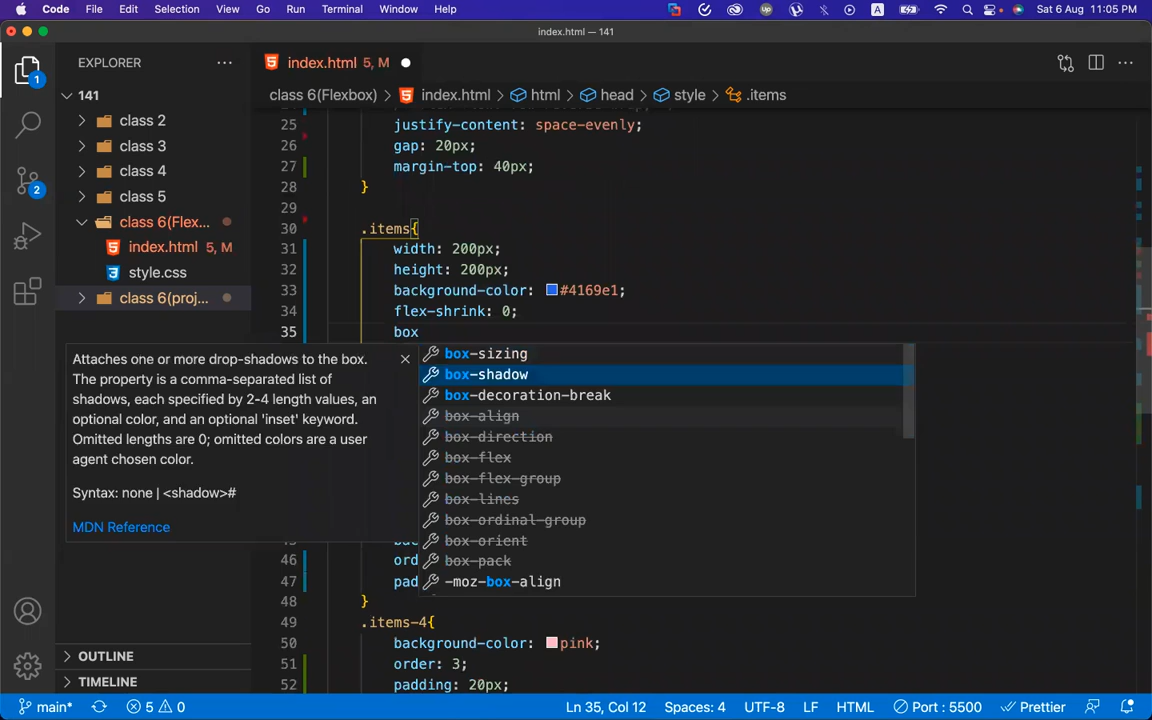 Code File Edit Selection View Go Run Terminal Window Help Up A Sat 6 Aug 11:05 PM
index.html — 141
EXPLORER
index.html 5, M
141
class 6(Flexbox) > index.html > html > head > style > .items
class 2
class 3
class 4
class 5
class 6(Flex...
index.html 5, M
style.css
class 6(proj...
1
2
25 justify-content: space-evenly;
26 gap: 20px;
27 margin-top: 40px;
28 }
29
30 .items{
31 width: 200px;
32 height: 200px;
33 background-color: #4169e1;
34 flex-shrink: 0;
35 box
Attaches one or more drop-shadows to the box.
The property is a comma-separated list of
shadows, each specified by 2-4 length values, an
optional color, and an optional 'inset' keyword.
Omitted lengths are 0; omitted colors are a user
agent chosen color.
Syntax: none | <shadow>#
MDN Reference
box-sizing
box-shadow
box-decoration-break
box-align
box-direction
box-flex
box-flex-group
box-lines
box-ordinal-group
box-orient
box-pack
-moz-box-align
46 ord
47 pad
48 }
49 .items-4{
50 background-color: pink;
51 order: 3;
52 padding: 20px;
OUTLINE
TIMELINE
main* 5 0 Ln 35, Col 12 Spaces: 4 UTF-8 LF HTML Port : 5500 Prettier